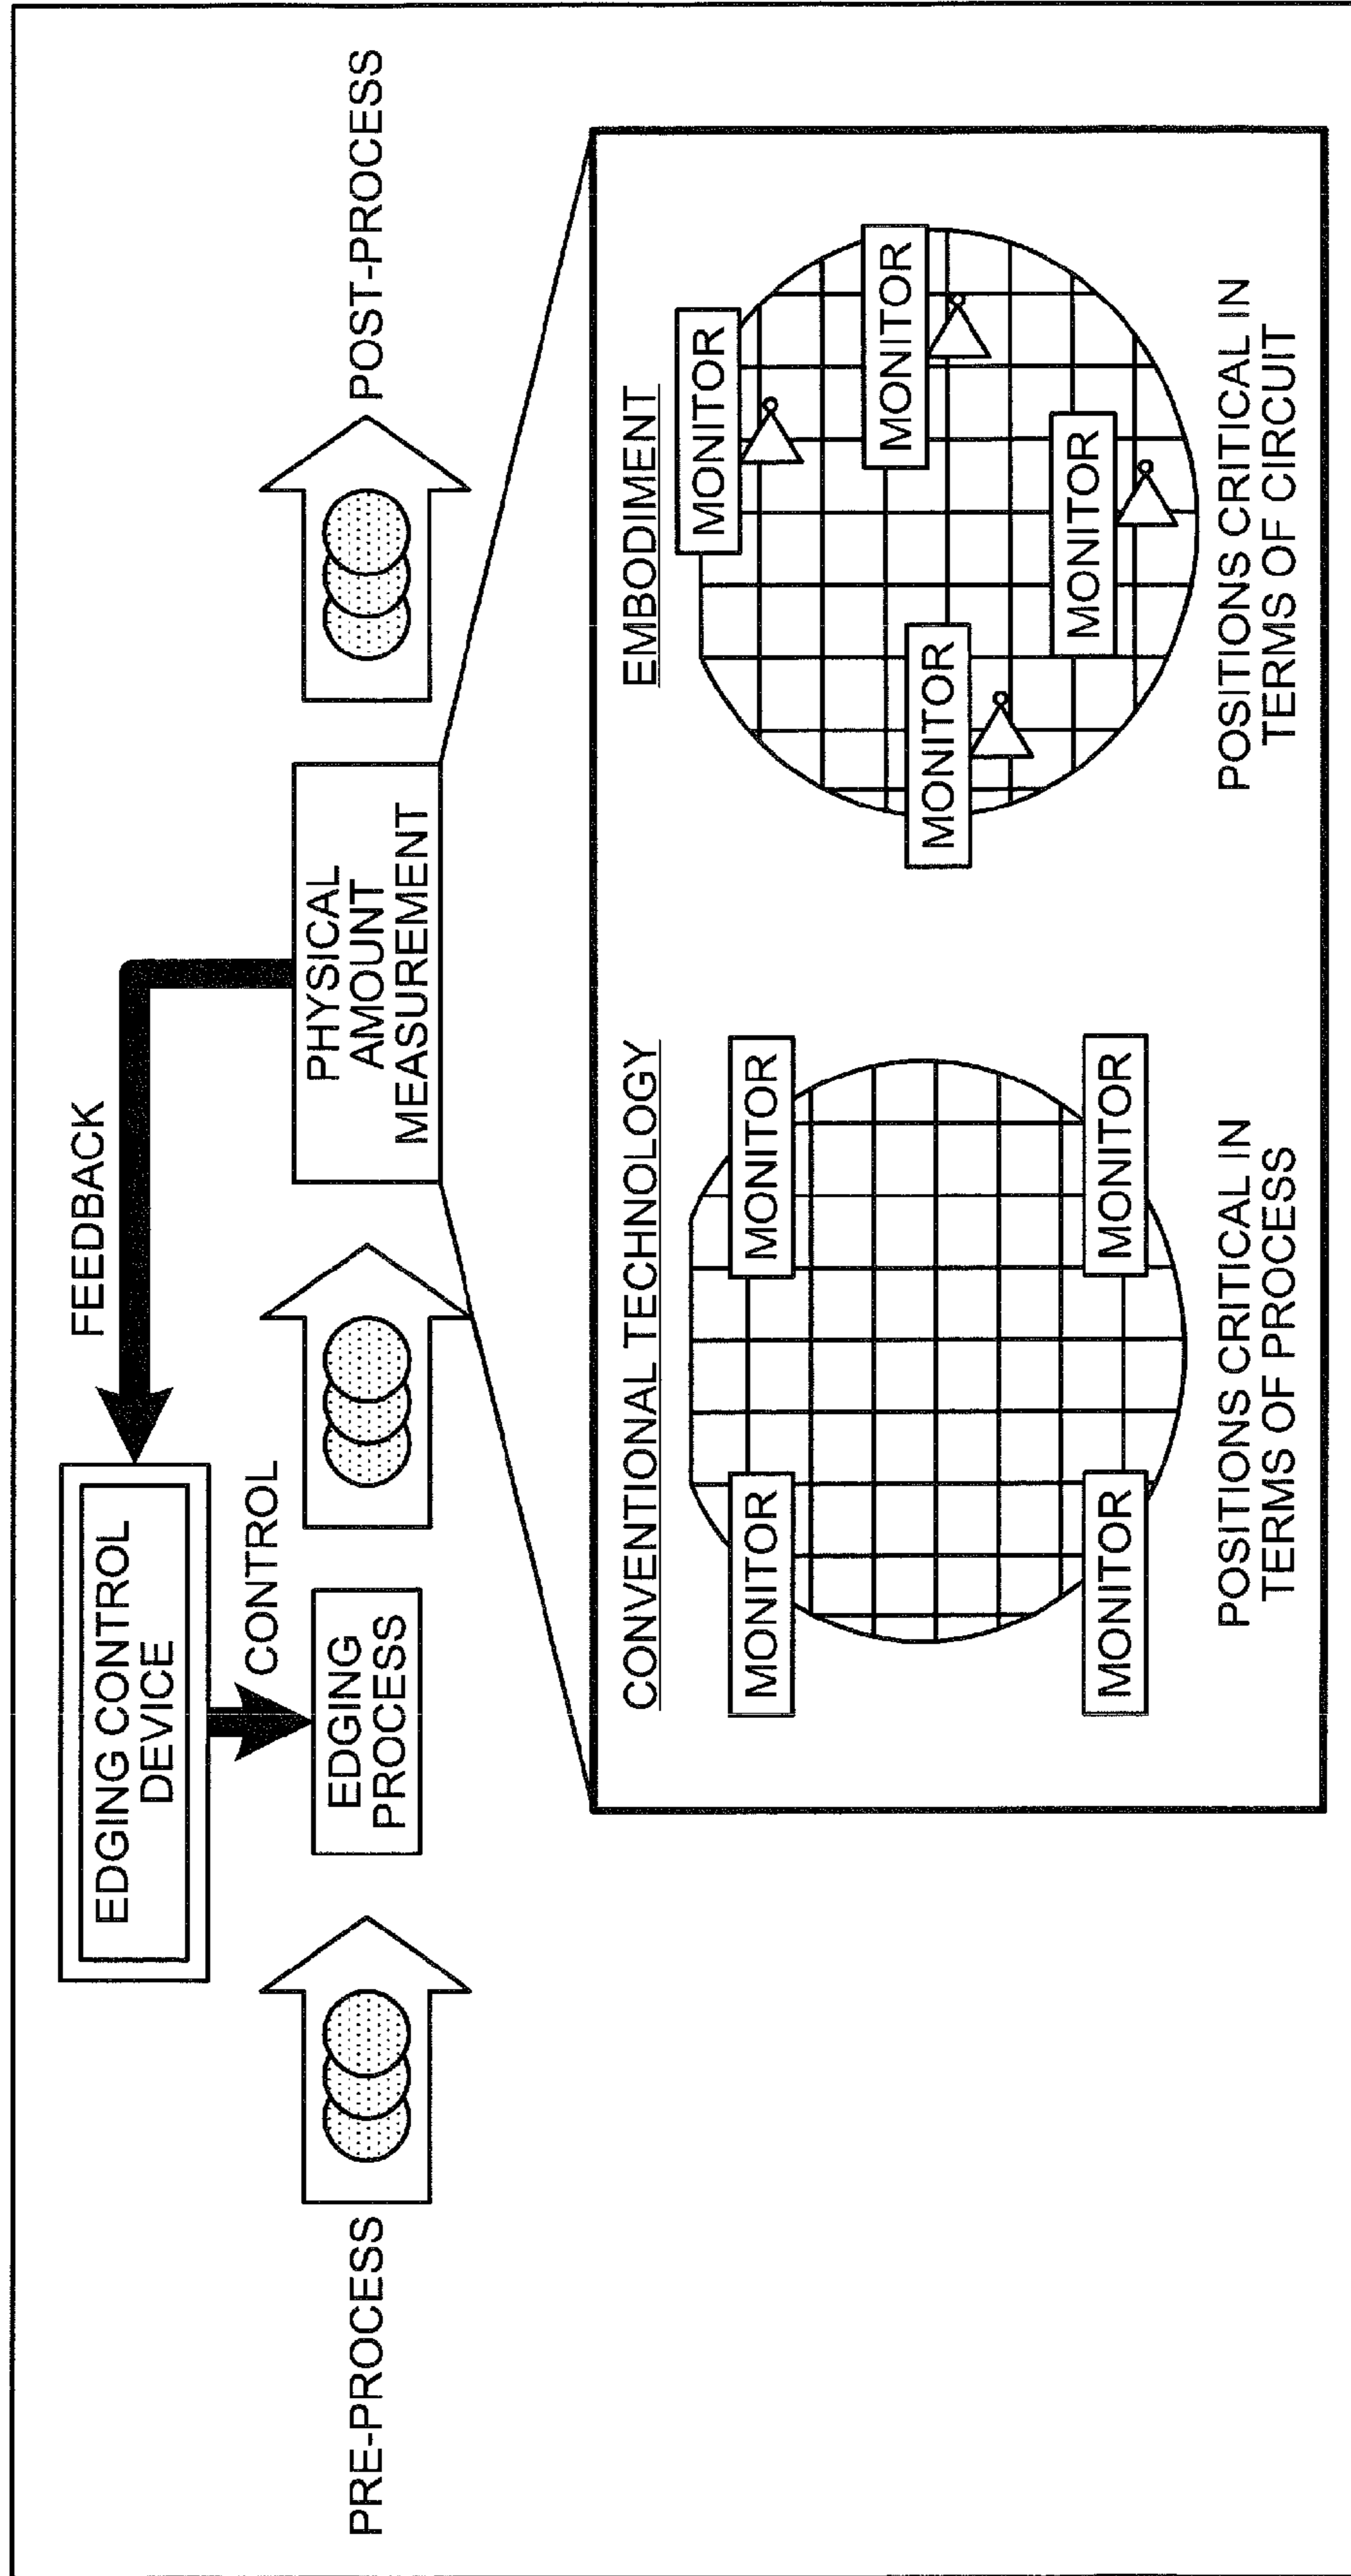 FEEDBACK
EDGING CONTROL
DEVICE
CONTROL
PRE-PROCESS
EDGING
PROCESS
PHYSICAL
AMOUNT
MEASUREMENT
POST-PROCESS
CONVENTIONAL TECHNOLOGY
MONITOR
MONITOR
MONITOR
MONITOR
POSITIONS CRITICAL IN
TERMS OF PROCESS
EMBODIMENT
MONITOR
MONITOR
MONITOR
MONITOR
POSITIONS CRITICAL IN
TERMS OF CIRCUIT